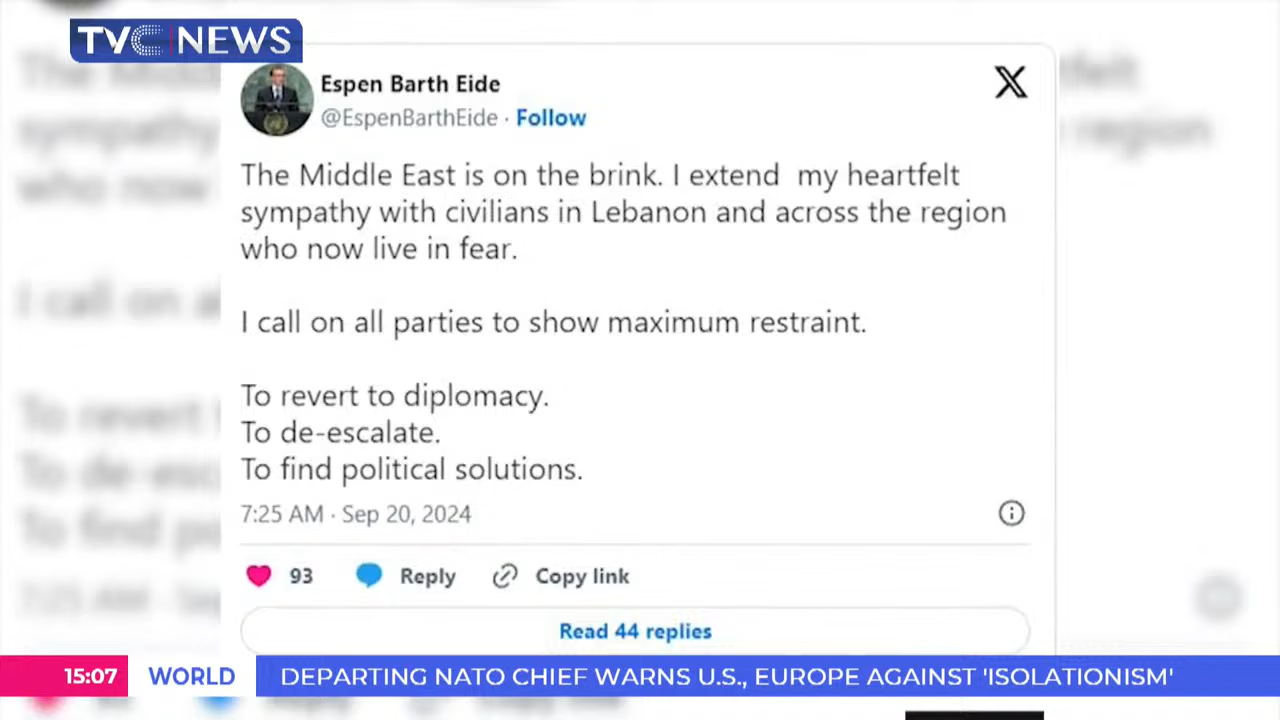 TVC NEWS
Espen Barth Eide
@EspenBarthEide · Follow
The Middle East is on the brink. I extend  my heartfelt
sympathy with civilians in Lebanon and across the region
who now live in fear.
I call on all parties to show maximum restraint.
To revert to diplomacy.
To de-escalate.
To find political solutions.
7:25 AM · Sep 20, 2024
93 Reply Copy link
Read 44 replies
15:07 WORLD DEPARTING NATO CHIEF WARNS U.S., EUROPE AGAINST 'ISOLATIONISM'